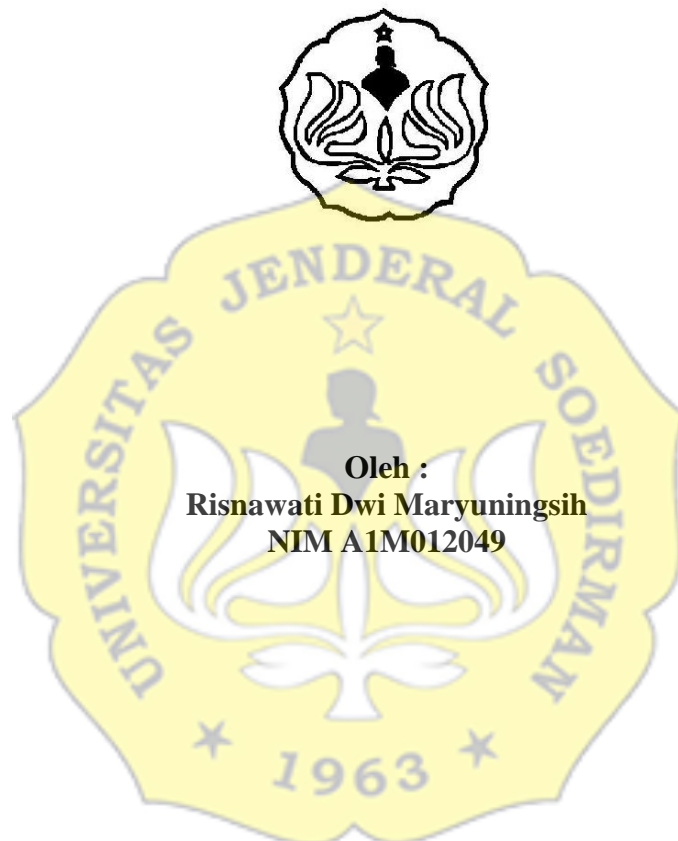 UNIVERSITAS JENDERAL SOEDIRMAN
Oleh :
Risnawati Dwi Maryuningsih
NIM A1M012049
1963